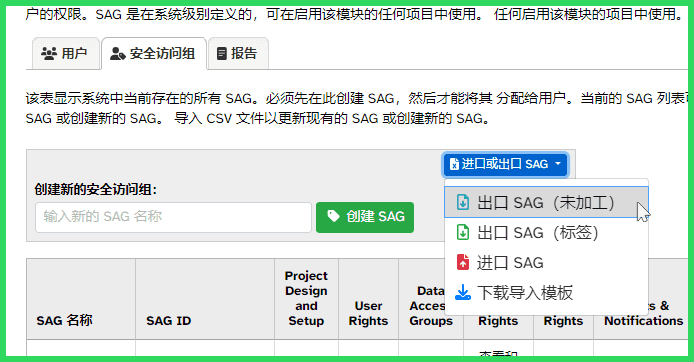 户的权限。SAG 是在系统级别定义的，可在启用该模块的任何项目中使用。 任何启用该模块的项目中使用。
用户
安全访问组
报告
该表显示系统中当前存在的所有 SAG。必须先在此创建 SAG，然后才能将其 分配给用户。当前的 SAG 列表
SAG 或创建新的 SAG。 导入 CSV 文件以更新现有的 SAG 或创建新的 SAG。
进口或出口 SAG
创建新的安全访问组：
输入新的 SAG 名称
创建 SAG
出口 SAG（未加工）
出口 SAG（标签）
进口 SAG
下载导入模板
SAG 名称
SAG ID
Project
Design
and
Setup
User
Rights
Data
Access
Groups
Rights
Rights
&
Notifications